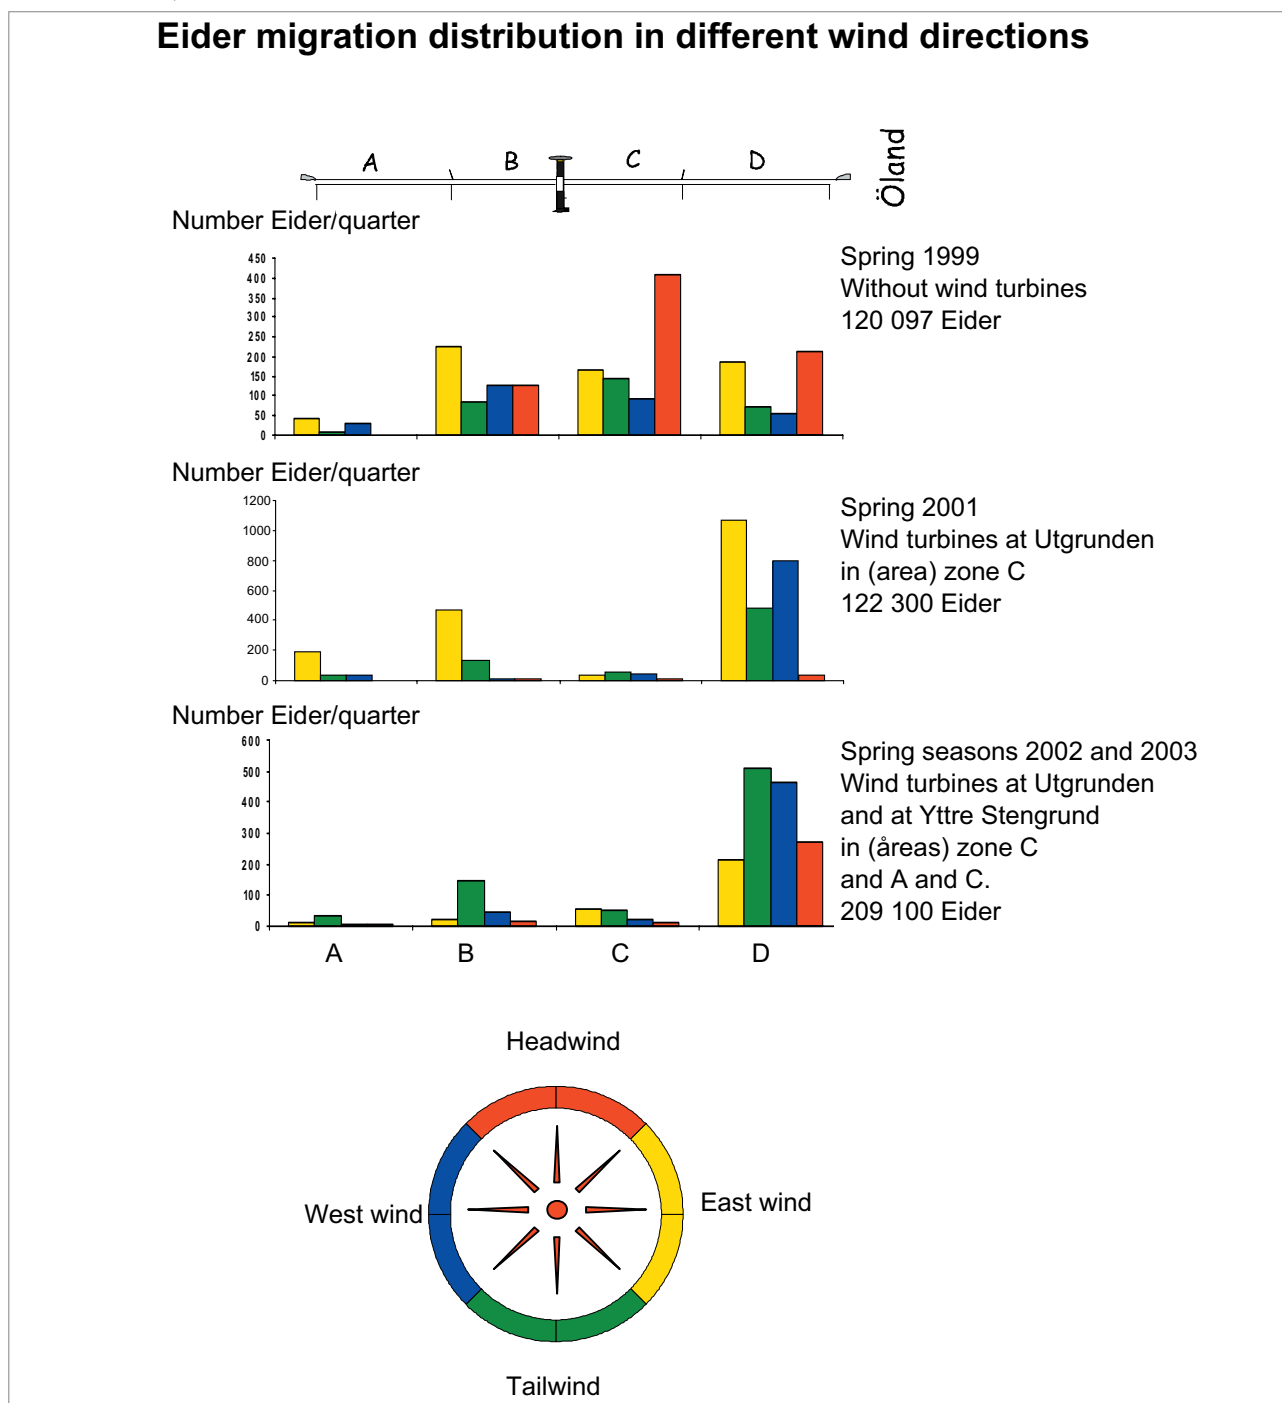 Eider migration distribution in different wind directions
A B C D
Öland
Number Eider/quarter
450
400
350
300
250
200
150
100
50
0
Spring 1999
Without wind turbines
120 097 Eider
Number Eider/quarter
1200
1000
800
600
400
200
0
Spring 2001
Wind turbines at Utgrunden
in (area) zone C
122 300 Eider
Number Eider/quarter
600
500
400
300
200
100
0
Spring seasons 2002 and 2003
Wind turbines at Utgrunden
and at Yttre Stengrund
in (åreas) zone C
and A and C.
209 100 Eider
A B C D
Headwind
West wind
East wind
Tailwind